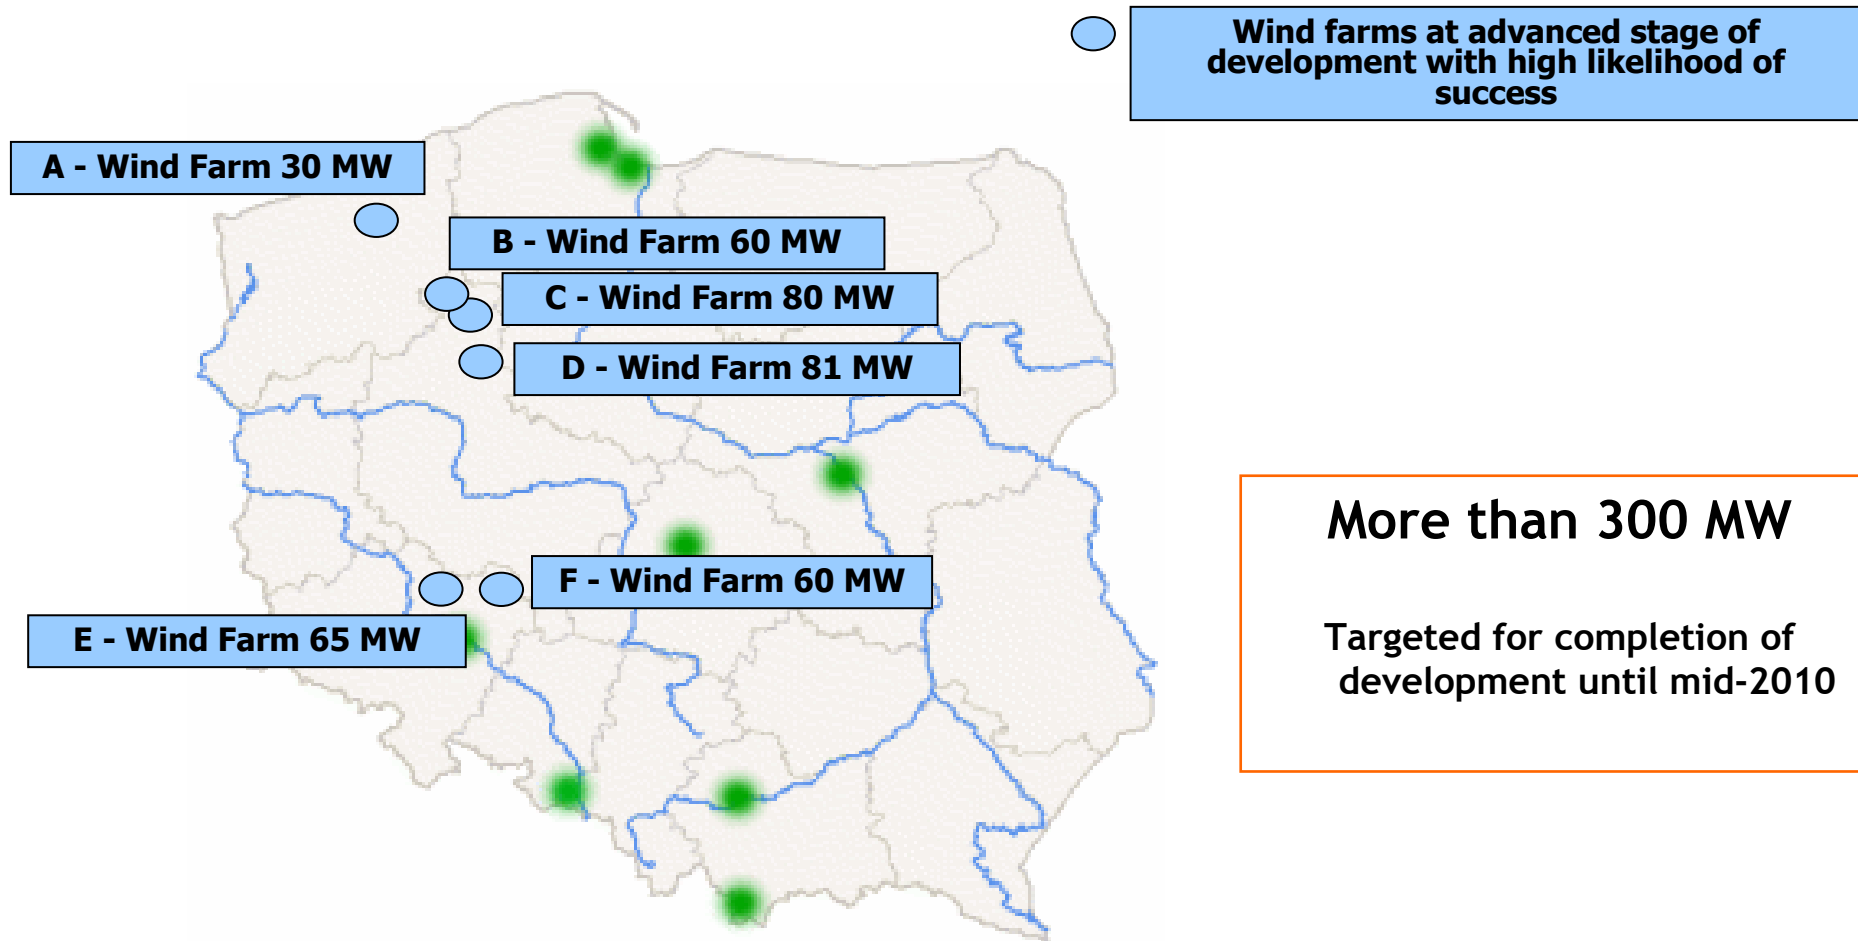 Wind farms at advanced stage of
development with high likelihood of
success
A - Wind Farm 30 MW
B - Wind Farm 60 MW
C - Wind Farm 80 MW
D - Wind Farm 81 MW
More than 300 MW
F - Wind Farm 60 MW
E - Wind Farm 65 MW
Targeted for completion of
development until mid-2010